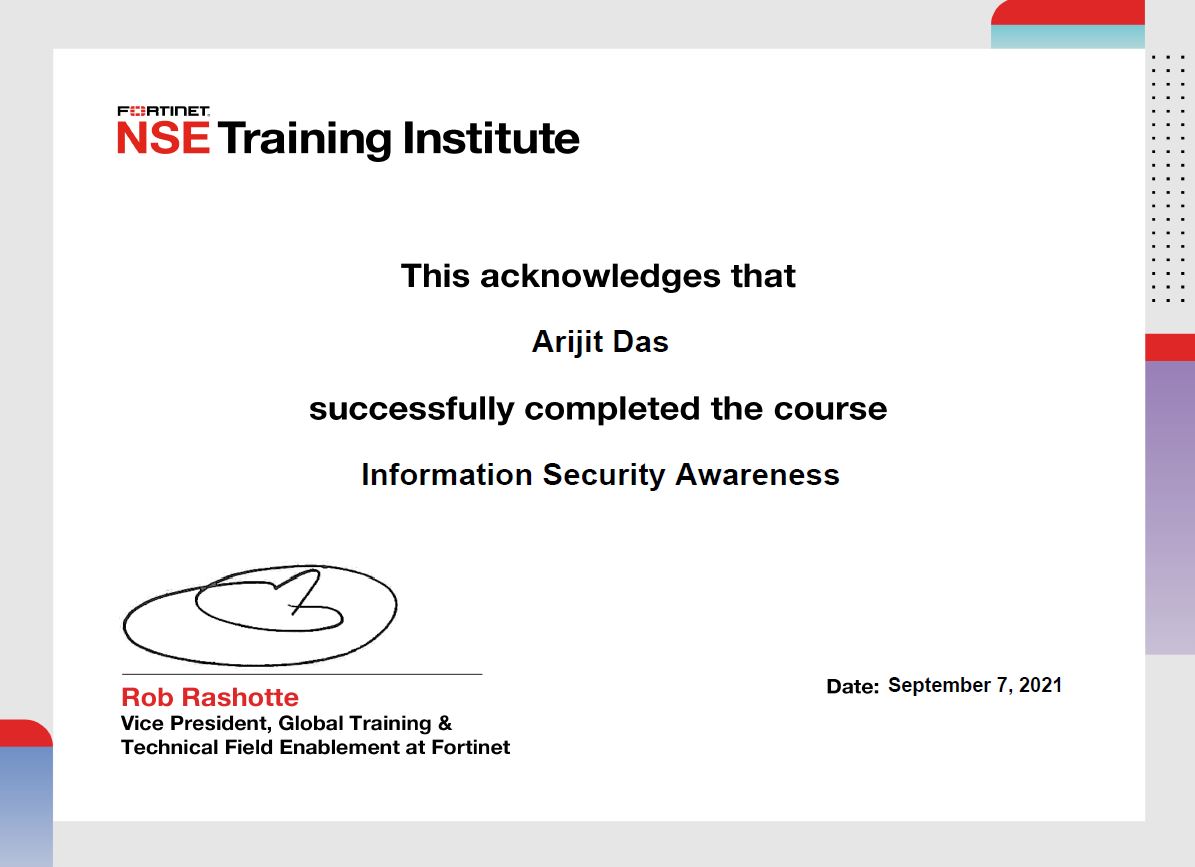 FORTINET
NSE Training Institute
This acknowledges that
Arijit Das
successfully completed the course
Information Security Awareness
Rob Rashotte
Vice President, Global Training &
Technical Field Enablement at Fortinet
Date: September 7, 2021